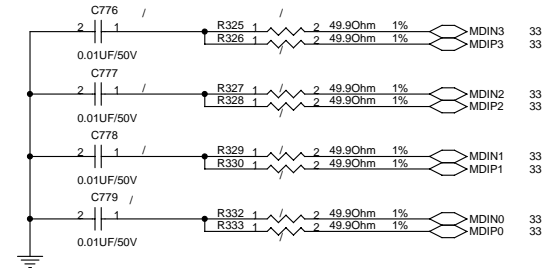 C776 / /
R325 1 2 49.9Ohm 1% MDIN3 33
2 1 R326 1 2 49.9Ohm 1% MDIP3 33
0.01UF/50V /
C777 / /
R327 1 2 49.9Ohm 1% MDIN2 33
2 1 R328 1 2 49.9Ohm 1% MDIP2 33
0.01UF/50V /
C778 / /
R329 1 2 49.9Ohm 1% MDIN1 33
2 1 R330 1 2 49.9Ohm 1% MDIP1 33
0.01UF/50V /
C779 / /
R332 1 2 49.9Ohm 1% MDIN0 33
2 1 R333 1 2 49.9Ohm 1% MDIP0 33
0.01UF/50V /